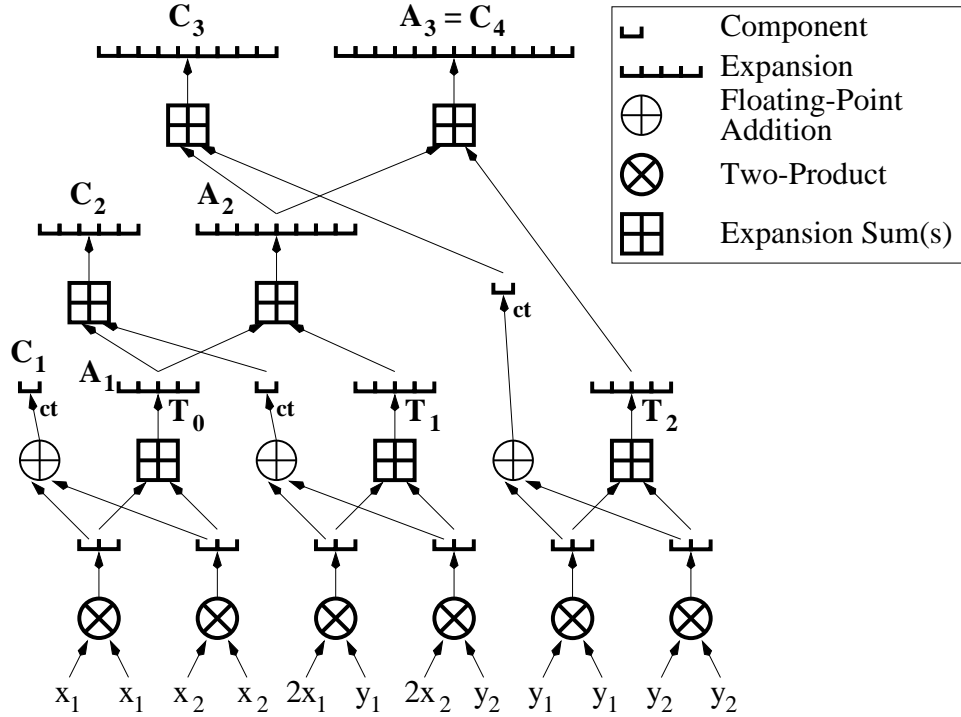 C3 A3 = C4
Component
Expansion
Floating-Point
Addition
Two-Product
Expansion Sum(s)
C2 A2
ct
C1 A1
ct T0 ct T1 T2
x1 x1 x2 x2 2x1 y1 2x2 y2 y1 y1 y2 y2